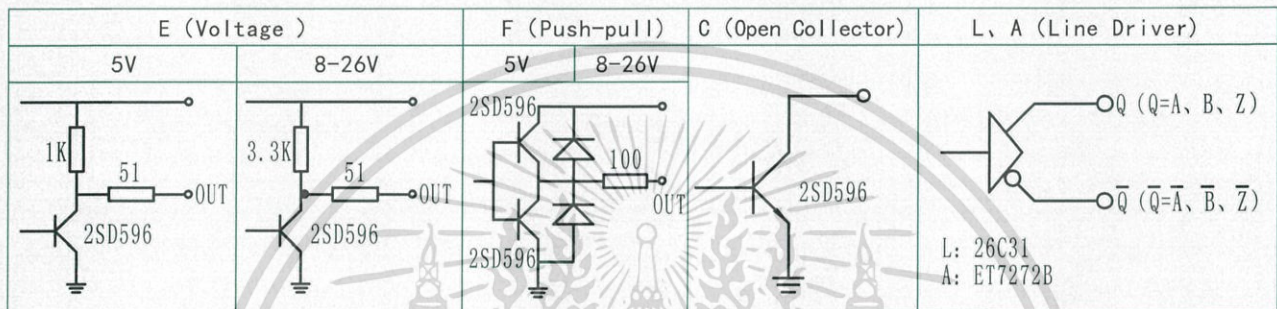 E (Voltage )
F (Push-pull)
C (Open Collector)
L、A (Line Driver)
5V
8-26V
5V
8-26V
1K
51
OUT
2SD596
3.3K
51
OUT
2SD596
2SD596
100
OUT
2SD596
2SD596
Q (Q=A、B、Z)
Q̅ (Q̅=A̅、B̅、Z̅)
L: 26C31
A: ET7272B